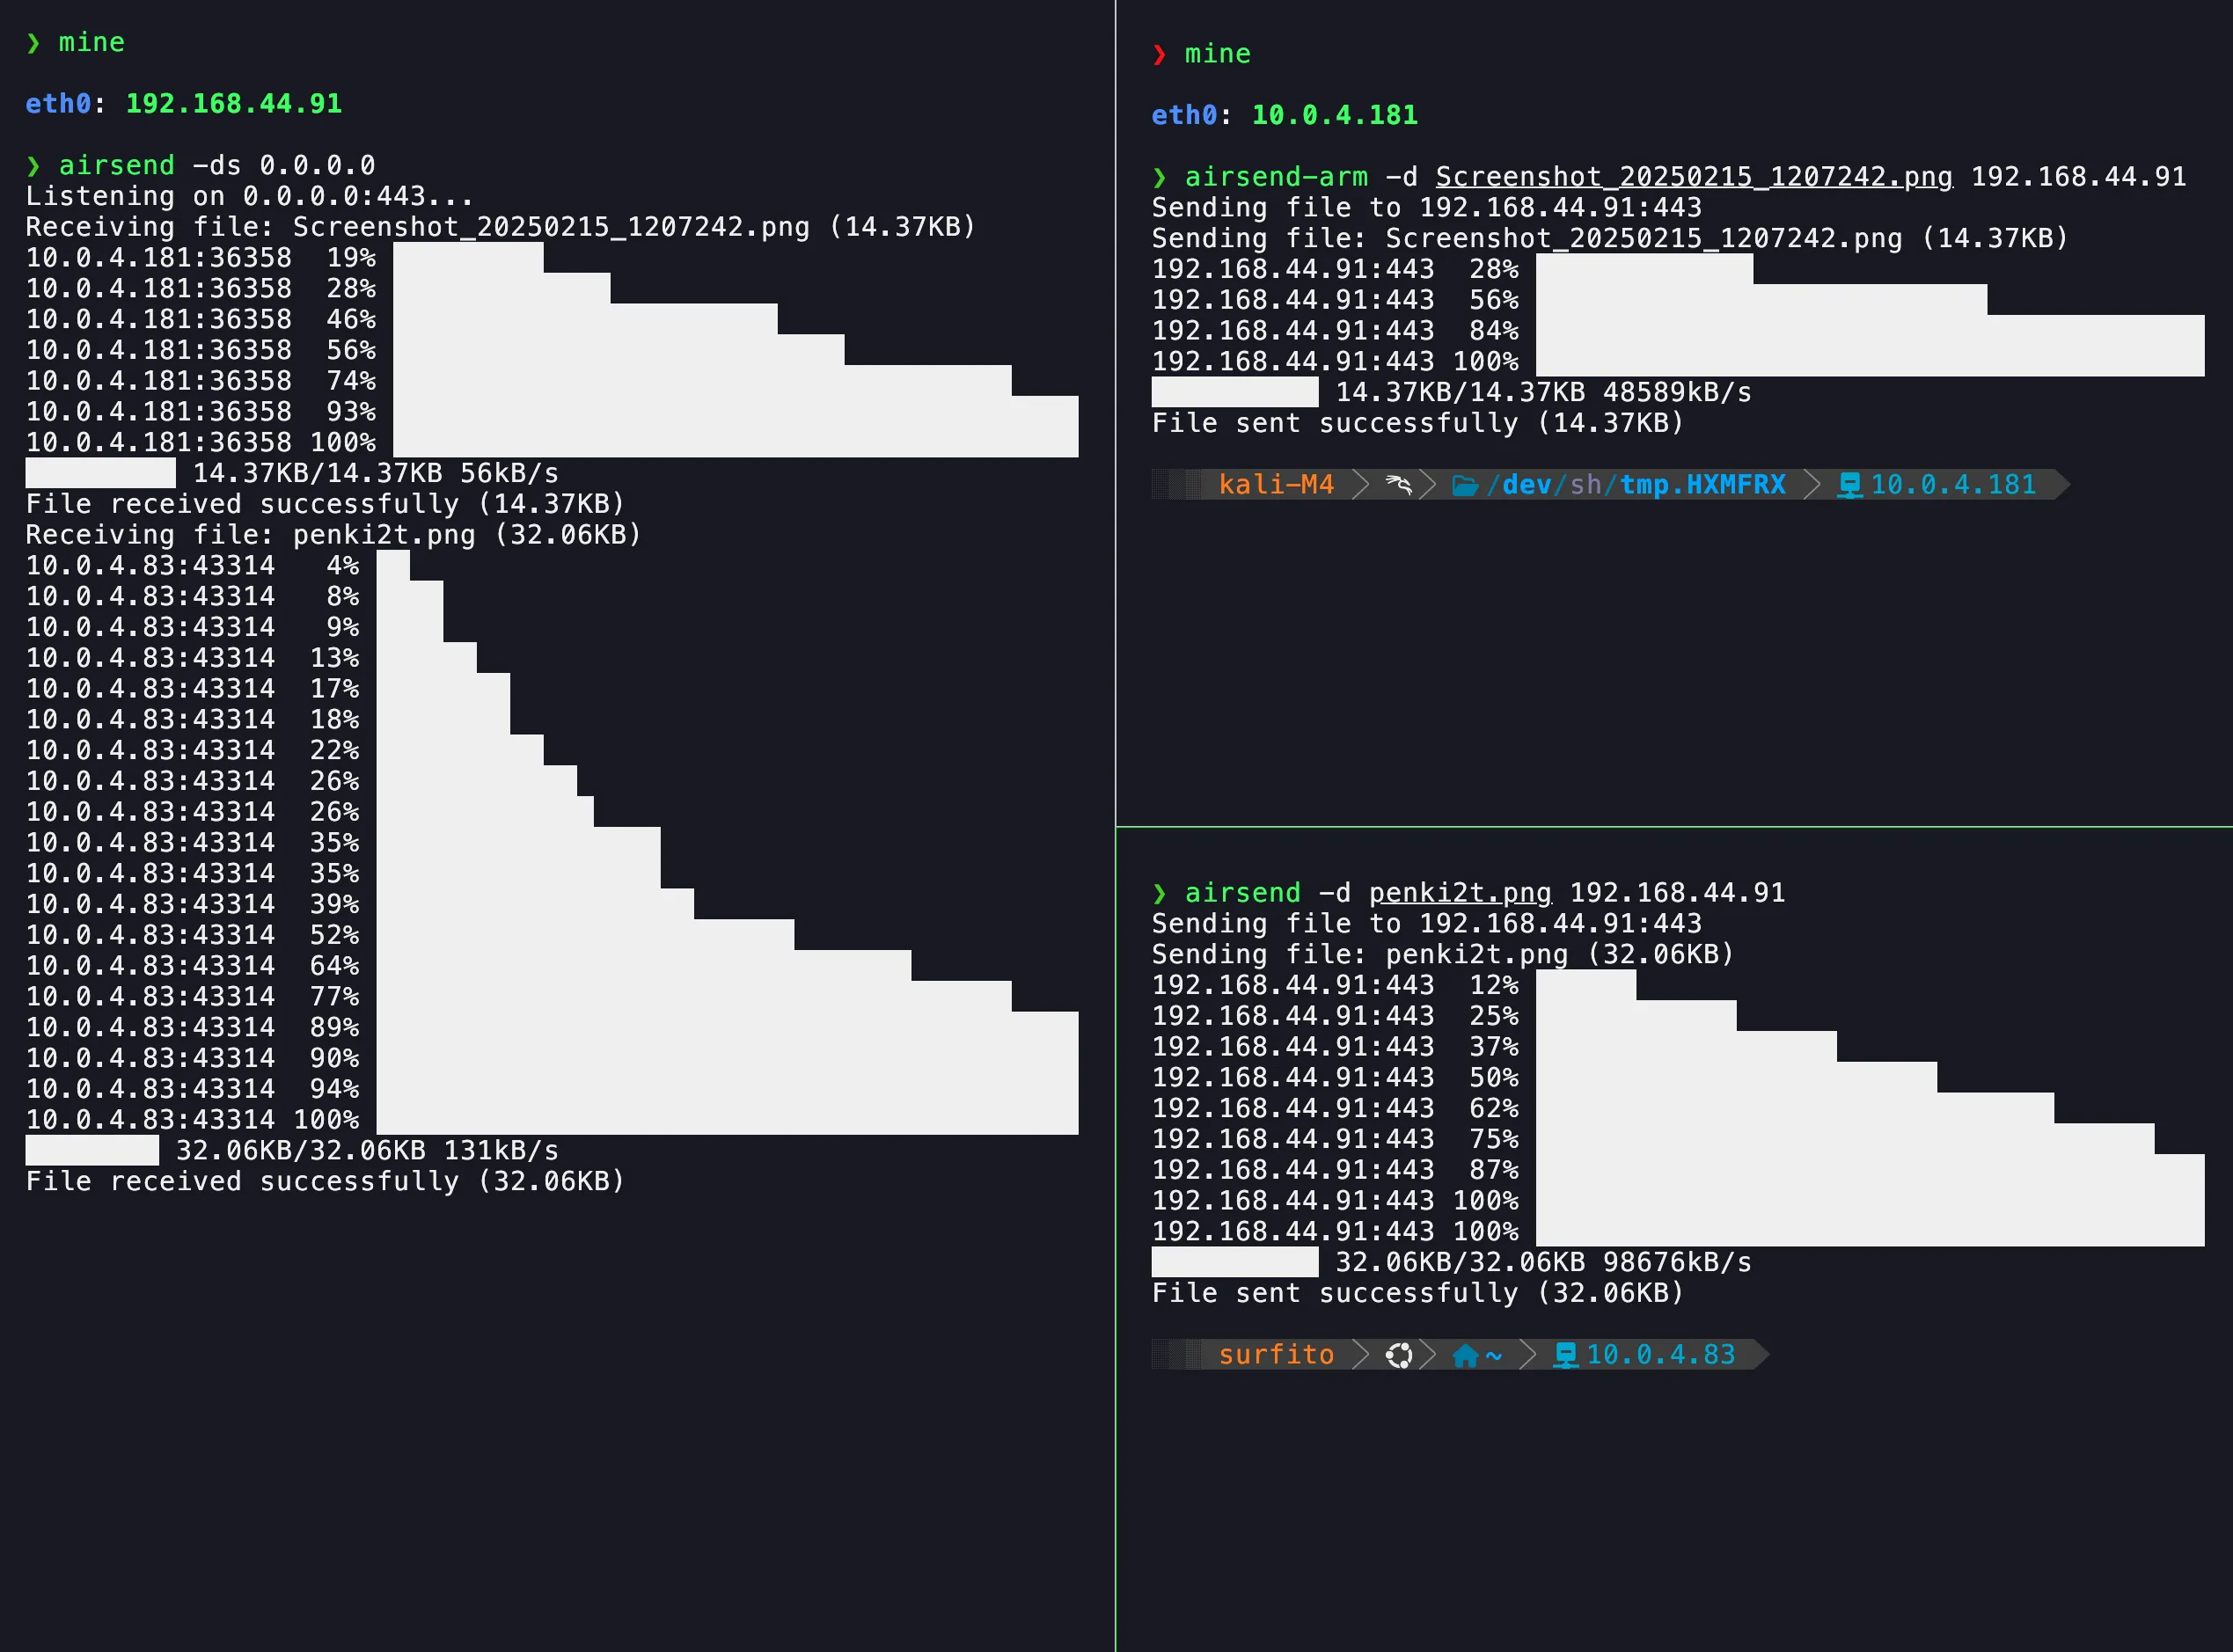 ❯ mine
eth0: 192.168.44.91
❯ airsend -ds 0.0.0.0
Listening on 0.0.0.0:443...
Receiving file: Screenshot_20250215_1207242.png (14.37KB)
10.0.4.181:36358  19%
10.0.4.181:36358  28%
10.0.4.181:36358  46%
10.0.4.181:36358  56%
10.0.4.181:36358  74%
10.0.4.181:36358  93%
10.0.4.181:36358 100%
14.37KB/14.37KB 56kB/s
File received successfully (14.37KB)
Receiving file: penki2t.png (32.06KB)
10.0.4.83:43314   4%
10.0.4.83:43314   8%
10.0.4.83:43314   9%
10.0.4.83:43314  13%
10.0.4.83:43314  17%
10.0.4.83:43314  18%
10.0.4.83:43314  22%
10.0.4.83:43314  26%
10.0.4.83:43314  26%
10.0.4.83:43314  35%
10.0.4.83:43314  35%
10.0.4.83:43314  39%
10.0.4.83:43314  52%
10.0.4.83:43314  64%
10.0.4.83:43314  77%
10.0.4.83:43314  89%
10.0.4.83:43314  90%
10.0.4.83:43314  94%
10.0.4.83:43314 100%
32.06KB/32.06KB 131kB/s
File received successfully (32.06KB)
❯ mine
eth0: 10.0.4.181
❯ airsend-arm -d Screenshot_20250215_1207242.png 192.168.44.91
Sending file to 192.168.44.91:443
Sending file: Screenshot_20250215_1207242.png (14.37KB)
192.168.44.91:443  28%
192.168.44.91:443  56%
192.168.44.91:443  84%
192.168.44.91:443 100%
14.37KB/14.37KB 48589kB/s
File sent successfully (14.37KB)
kali-M4 /dev/sh/tmp.HXMFRX 10.0.4.181
❯ airsend -d penki2t.png 192.168.44.91
Sending file to 192.168.44.91:443
Sending file: penki2t.png (32.06KB)
192.168.44.91:443  12%
192.168.44.91:443  25%
192.168.44.91:443  37%
192.168.44.91:443  50%
192.168.44.91:443  62%
192.168.44.91:443  75%
192.168.44.91:443  87%
192.168.44.91:443 100%
192.168.44.91:443 100%
32.06KB/32.06KB 98676kB/s
File sent successfully (32.06KB)
surfito ~ 10.0.4.83